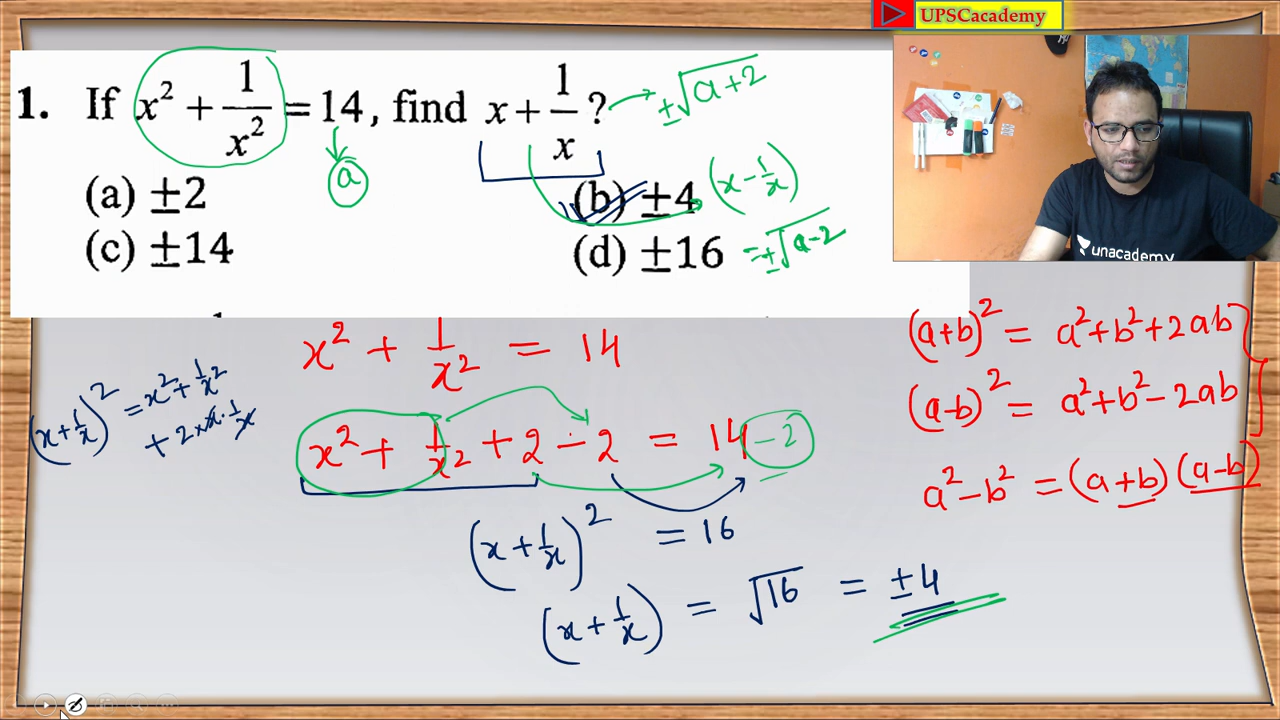 UPSCacademy
1. If x² + 1/x² = 14, find x + 1/x ? → ±√(a+2)
a
(a) ±2
(b) ±4
(x - 1/x)
(c) ±14
(d) ±16
= ±√(a-2)
unacademy
x² + 1/x² = 14
(a+b)² = a²+b²+2ab
(x+1/x)² = x²+1/x²
+ 2×x·1/x
(a-b)² = a²+b²-2ab
x² + 1/x² + 2 - 2 = 14 - 2
a²-b² = (a+b)(a-b)
(x+1/x)² = 16
(x+1/x) = √16 = ±4